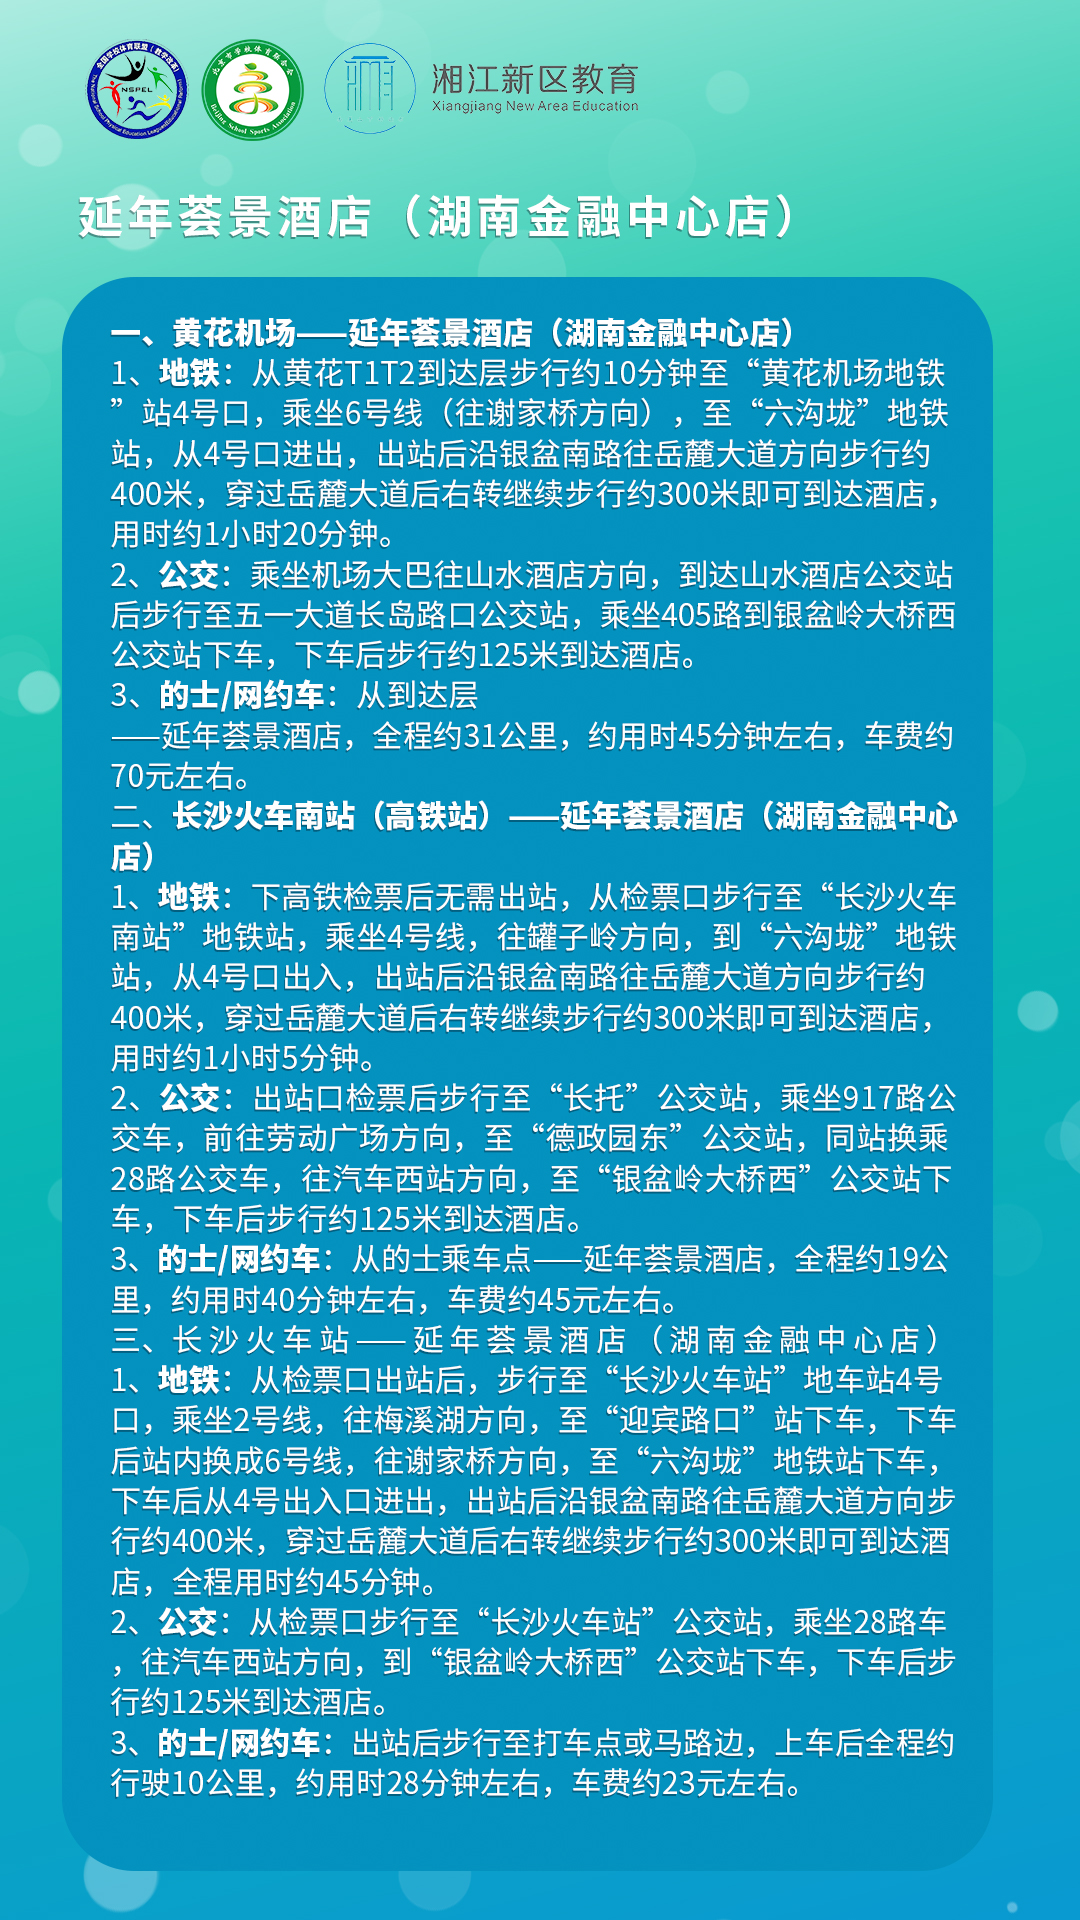 全国学校体育联盟（教学改革）
NSPEL
北京市学校体育联合会
Beijing School Sports Association
湘江新区教育
Xiangjiang New Area Education
延年荟景酒店（湖南金融中心店）
一、黄花机场——延年荟景酒店（湖南金融中心店）
1、地铁：从黄花T1T2到达层步行约10分钟至“黄花机场地铁
”站4号口，乘坐6号线（往谢家桥方向），至“六沟垅”地铁
站，从4号口进出，出站后沿银盆南路往岳麓大道方向步行约
400米，穿过岳麓大道后右转继续步行约300米即可到达酒店，
用时约1小时20分钟。
2、公交：乘坐机场大巴往山水酒店方向，到达山水酒店公交站
后步行至五一大道长岛路口公交站，乘坐405路到银盆岭大桥西
公交站下车，下车后步行约125米到达酒店。
3、的士/网约车：从到达层
——延年荟景酒店，全程约31公里，约用时45分钟左右，车费约
70元左右。
二、长沙火车南站（高铁站）——延年荟景酒店（湖南金融中心
店）
1、地铁：下高铁检票后无需出站，从检票口步行至“长沙火车
南站”地铁站，乘坐4号线，往罐子岭方向，到“六沟垅”地铁
站，从4号口出入，出站后沿银盆南路往岳麓大道方向步行约
400米，穿过岳麓大道后右转继续步行约300米即可到达酒店，
用时约1小时5分钟。
2、公交：出站口检票后步行至“长托”公交站，乘坐917路公
交车，前往劳动广场方向，至“德政园东”公交站，同站换乘
28路公交车，往汽车西站方向，至“银盆岭大桥西”公交站下
车，下车后步行约125米到达酒店。
3、的士/网约车：从的士乘车点——延年荟景酒店，全程约19公
里，约用时40分钟左右，车费约45元左右。
三、长沙火车站——延年荟景酒店（湖南金融中心店）
1、地铁：从检票口出站后，步行至“长沙火车站”地车站4号
口，乘坐2号线，往梅溪湖方向，至“迎宾路口”站下车，下车
后站内换成6号线，往谢家桥方向，至“六沟垅”地铁站下车，
下车后从4号出入口进出，出站后沿银盆南路往岳麓大道方向步
行约400米，穿过岳麓大道后右转继续步行约300米即可到达酒
店，全程用时约45分钟。
2、公交：从检票口步行至“长沙火车站”公交站，乘坐28路车
，往汽车西站方向，到“银盆岭大桥西”公交站下车，下车后步
行约125米到达酒店。
3、的士/网约车：出站后步行至打车点或马路边，上车后全程约
行驶10公里，约用时28分钟左右，车费约23元左右。